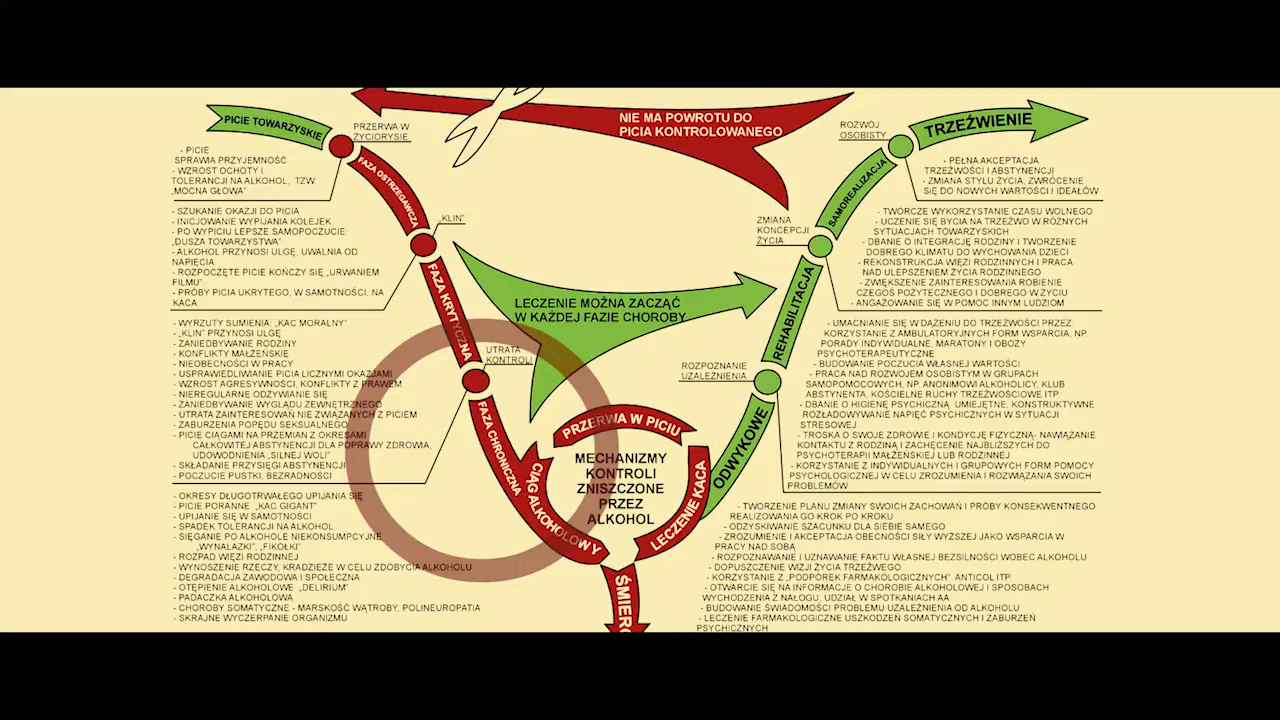 NIE MA POWROTU DO
PICIA KONTROLOWANEGO
PICIE TOWARZYSKIE
PRZERWA W
ŻYCIORYSIE
- PICIE
SPRAWIA PRZYJEMNOŚĆ
- WZROST OCHOTY I
TOLERANCJI NA ALKOHOL, TZW.
„MOCNA GŁOWA"
FAZA OSTRZEGAWCZA
- SZUKANIE OKAZJI DO PICIA
- INICJOWANIE WYPIJANIA KOLEJEK
- PO WYPICIU LEPSZE SAMOPOCZUCIE:
„DUSZA TOWARZYSTWA"
- ALKOHOL PRZYNOSI ULGĘ, UWALNIA OD
NAPIĘCIA
- ROZPOCZĘTE PICIE KOŃCZY SIĘ „URWANIEM
FILMU"
- PRÓBY PICIA UKRYTEGO, W SAMOTNOŚCI, NA
KACA
„KLIN"
FAZA KRYTYCZNA
- WYRZUTY SUMIENIA: „KAC MORALNY"
- „KLIN" PRZYNOSI ULGĘ
- ZANIEDBYWANIE RODZINY
- KONFLIKTY MAŁŻEŃSKIE
- NIEOBECNOŚCI W PRACY
- USPRAWIEDLIWIANIE PICIA LICZNYMI OKAZJAMI
- WZROST AGRESYWNOŚCI, KONFLIKTY Z PRAWEM
- NIEREGULARNE ODŻYWIANIE SIĘ
- ZANIEDBYWANIE WYGLĄDU ZEWNĘTRZNEGO
- UTRATA ZAINTERESOWAŃ NIE ZWIĄZANYCH Z PICIEM
- ZABURZENIA POPĘDU SEKSUALNEGO
- PICIE CIĄGAMI NA PRZEMIAN Z OKRESAMI
CAŁKOWITEJ ABSTYNENCJI DLA POPRAWY ZDROWIA,
UDOWODNIENIA „SILNEJ WOLI"
- SKŁADANIE PRZYSIĘGI ABSTYNENCJI
- POCZUCIE PUSTKI, BEZRADNOŚCI
UTRATA
KONTROLI
FAZA CHRONICZNA
- OKRESY DŁUGOTRWAŁEGO UPIJANIA SIĘ
- PICIE PORANNE „KAC GIGANT"
- UPIJANIE SIĘ W SAMOTNOŚCI
- SPADEK TOLERANCJI NA ALKOHOL
- SIĘGANIE PO ALKOHOLE NIEKONSUMPCYJNE
„WYNALAZKI", „FIKOŁKI"
- ROZPAD WIĘZI RODZINNEJ
- WYNOSZENIE RZECZY, KRADZIEŻE W CELU ZDOBYCIA ALKOHOLU
- DEGRADACJA ZAWODOWA I SPOŁECZNA
- OTĘPIENIE ALKOHOLOWE „DELIRIUM"
- PADACZKA ALKOHOLOWA
- CHOROBY SOMATYCZNE - MARSKOŚĆ WĄTROBY, POLINEUROPATIA
- SKRAJNE WYCZERPANIE ORGANIZMU
LECZENIE MOŻNA ZACZĄĆ
W KAŻDEJ FAZIE CHOROBY
PRZERWA W PICIU
CIĄG ALKOHOLOWY
LECZENIE KACA
MECHANIZMY
KONTROLI
ZNISZCZONE
PRZEZ
ALKOHOL
ŚMIERĆ
ROZWÓJ
OSOBISTY
TRZEŹWIENIE
- PEŁNA AKCEPTACJA
TRZEŹWOŚCI I ABSTYNENCJI
- ZMIANA STYLU ŻYCIA, ZWRÓCENIE
SIĘ DO NOWYCH WARTOŚCI I IDEAŁÓW
SAMOREALIZACJA
ZMIANA
KONCEPCJI
ŻYCIA
- TWÓRCZE WYKORZYSTANIE CZASU WOLNEGO
- UCZENIE SIĘ BYCIA NA TRZEŹWO W RÓŻNYCH
SYTUACJACH TOWARZYSKICH
- DBANIE O INTEGRACJĘ RODZINY I TWORZENIE
DOBREGO KLIMATU DO WYCHOWANIA DZIECI
- REKONSTRUKCJA WIĘZI RODZINNYCH I PRACA
NAD ULEPSZENIEM ŻYCIA RODZINNEGO
- ZWIĘKSZENIE ZAINTERESOWANIA ROBIENIE
CZEGOŚ POŻYTECZNEGO I DOBREGO W ŻYCIU
- ANGAŻOWANIE SIĘ W POMOC INNYM LUDZIOM
REHABILITACJA
ROZPOZNANIE
UZALEŻNIENIA
- UMACNIANIE SIĘ W DĄŻENIU DO TRZEŹWOŚCI PRZEZ:
KORZYSTANIE Z AMBULATORYJNYCH FORM WSPARCIA, NP.
PORADY INDYWIDUALNE, MARATONY I OBOZY
PSYCHOTERAPEUTYCZNE
- BUDOWANIE POCZUCIA WŁASNEJ WARTOŚCI
- PRACA NAD ROZWOJEM OSOBISTYM W GRUPACH
SAMOPOMOCOWYCH, NP. ANONIMOWI ALKOHOLICY, KLUB
ABSTYNENTA, KOŚCIELNE RUCHY TRZEŹWOŚCIOWE ITP.
- DBANIE O HIGIENĘ PSYCHICZNĄ, UMIEJĘTNE, KONSTRUKTYWNE
ROZŁADOWYWANIE NAPIĘĆ PSYCHICZNYCH W SYTUACJI
STRESOWEJ
- TROSKA O SWOJE ZDROWIE I KONDYCJĘ FIZYCZNĄ- NAWIĄZANIE
KONTAKTU Z RODZINĄ I ZACHĘCENIE NAJBLIŻSZYCH DO
PSYCHOTERAPII MAŁŻEŃSKIEJ LUB RODZINNEJ
- KORZYSTANIE Z INDYWIDUALNYCH I GRUPOWYCH FORM POMOCY
PSYCHOLOGICZNEJ W CELU ZROZUMIENIA I ROZWIĄZANIA SWOICH
PROBLEMÓW
ODWYKOWE
- TWORZENIE PLANU ZMIANY SWOICH ZACHOWAŃ I PRÓBY KONSEKWENTNEGO
REALIZOWANIA GO KROK PO KROKU
- ODZYSKIWANIE SZACUNKU DLA SIEBIE SAMEGO
- ZROZUMIENIE I AKCEPTACJA OBECNOŚCI SIŁY WYŻSZEJ JAKO WSPARCIA W
PRACY NAD SOBĄ
- ROZPOZNAWANIE I UZNAWANIE FAKTU WŁASNEJ BEZSILNOŚCI WOBEC ALKOHOLU
- DOPUSZCZENIE WIZJI ŻYCIA TRZEŹWEGO
- KORZYSTANIE Z „PODPÓREK FARMAKOLOGICZNYCH" ANTICOL ITP.
- OTWARCIE SIĘ NA INFORMACJE O CHOROBIE ALKOHOLOWEJ I SPOSOBACH
WYCHODZENIA Z NAŁOGU, UDZIAŁ W SPOTKANIACH AA
- BUDOWANIE ŚWIADOMOŚCI PROBLEMU UZALEŻNIENIA OD ALKOHOLU
- LECZENIE FARMAKOLOGICZNE USZKODZEŃ SOMATYCZNYCH I ZABURZEŃ
PSYCHICZNYCH